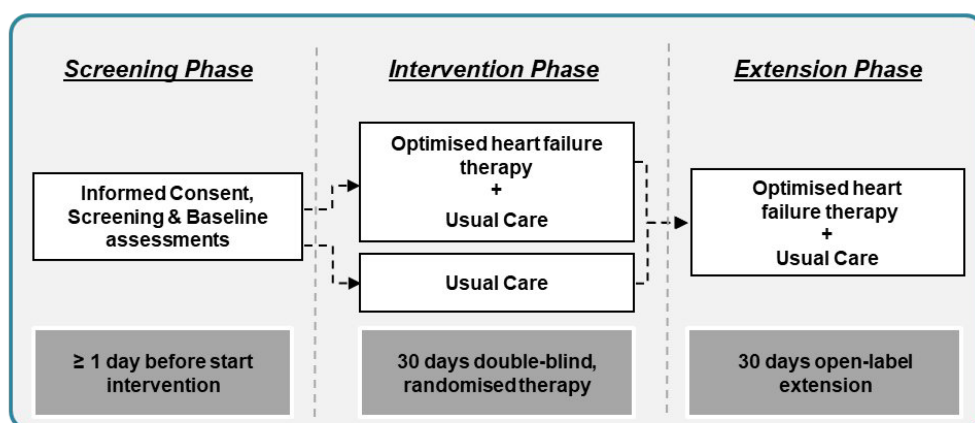 Screening Phase
Intervention Phase
Extension Phase
Informed Consent,
Screening & Baseline
assessments
Optimised heart failure
therapy
+
Usual Care
Usual Care
Optimised heart
failure therapy
+
Usual Care
≥ 1 day before start
intervention
30 days double-blind,
randomised therapy
30 days open-label
extension